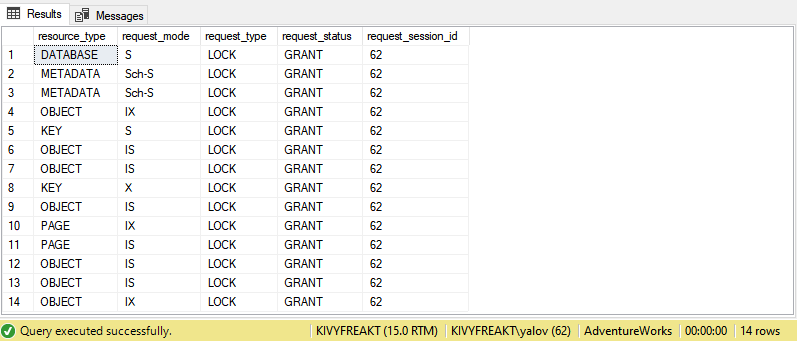 Results Messages
resource_type request_mode request_type request_status request_session_id
1 DATABASE S LOCK GRANT 62
2 METADATA Sch-S LOCK GRANT 62
3 METADATA Sch-S LOCK GRANT 62
4 OBJECT IX LOCK GRANT 62
5 KEY S LOCK GRANT 62
6 OBJECT IS LOCK GRANT 62
7 OBJECT IS LOCK GRANT 62
8 KEY X LOCK GRANT 62
9 OBJECT IS LOCK GRANT 62
10 PAGE IX LOCK GRANT 62
11 PAGE IS LOCK GRANT 62
12 OBJECT IS LOCK GRANT 62
13 OBJECT IS LOCK GRANT 62
14 OBJECT IX LOCK GRANT 62
Query executed successfully. KIVYFREAKT (15.0 RTM) KIVYFREAKT\yalov (62) AdventureWorks 00:00:00 14 rows